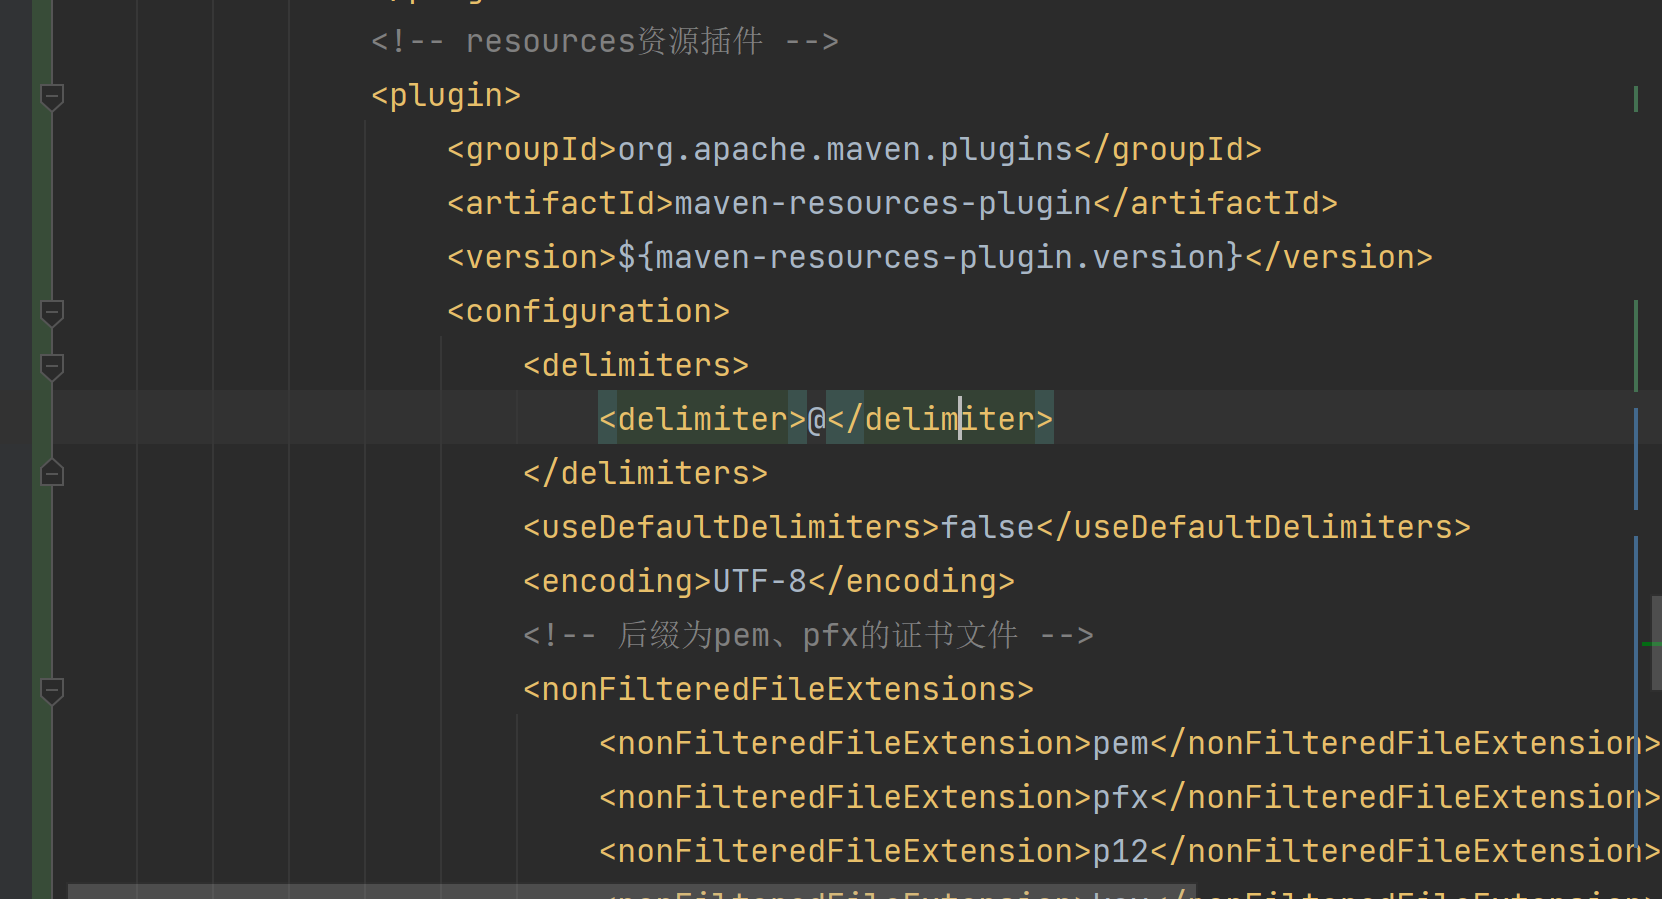 <!-- resources资源插件 -->
<plugin>
<groupId>org.apache.maven.plugins</groupId>
<artifactId>maven-resources-plugin</artifactId>
<version>${maven-resources-plugin.version}</version>
<configuration>
<delimiters>
<delimiter>@</delimiter>
</delimiters>
<useDefaultDelimiters>false</useDefaultDelimiters>
<encoding>UTF-8</encoding>
<!-- 后缀为pem、pfx的证书文件 -->
<nonFilteredFileExtensions>
<nonFilteredFileExtension>pem</nonFilteredFileExtension>
<nonFilteredFileExtension>pfx</nonFilteredFileExtension>
<nonFilteredFileExtension>p12</nonFilteredFileExtension>